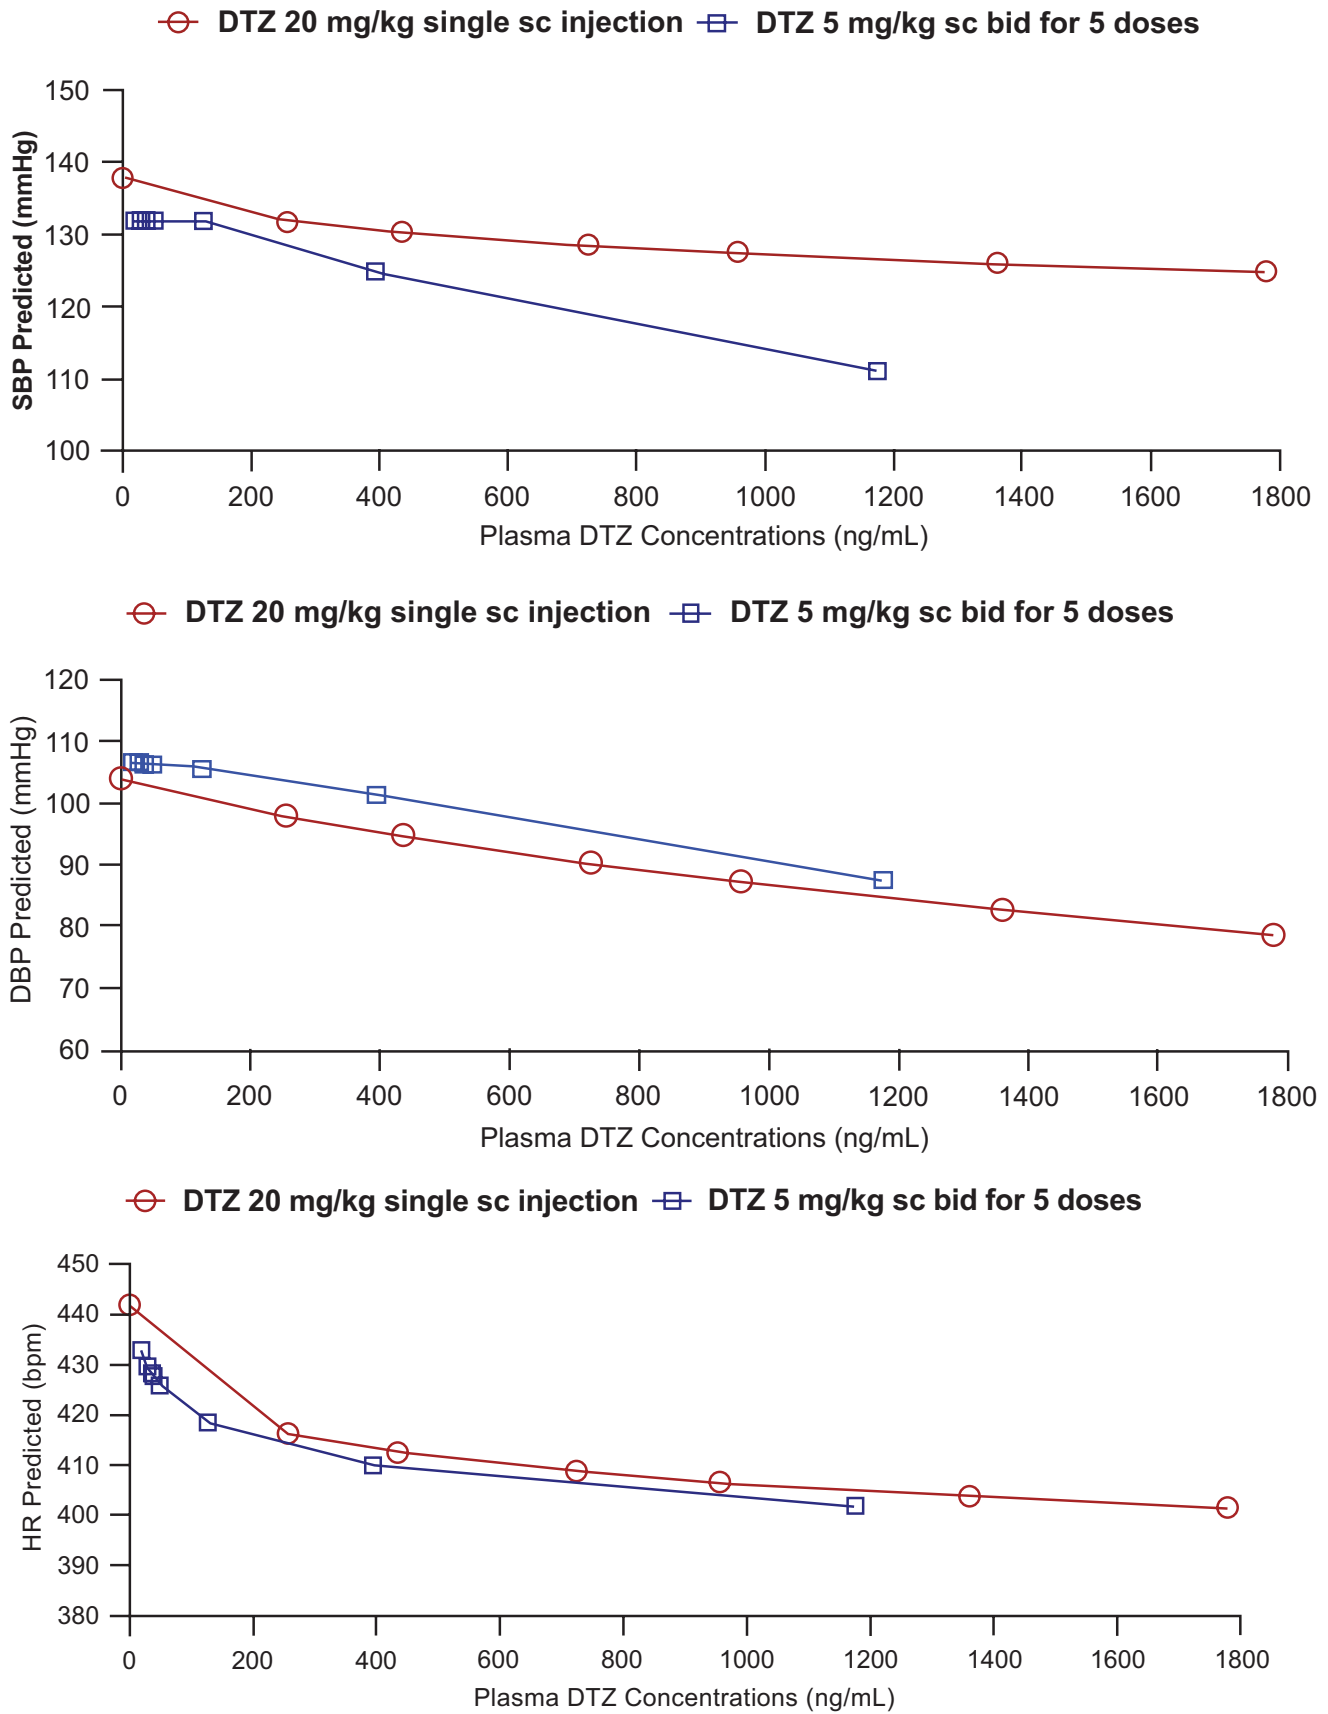 DTZ 20 mg/kg single sc injection DTZ 5 mg/kg sc bid for 5 doses
150
140
130
120
110
100
SBP Predicted (mmHg)
0 200 400 600 800 1000 1200 1400 1600 1800
Plasma DTZ Concentrations (ng/mL)
DTZ 20 mg/kg single sc injection DTZ 5 mg/kg sc bid for 5 doses
120
110
100
90
80
70
60
DBP Predicted (mmHg)
0 200 400 600 800 1000 1200 1400 1600 1800
Plasma DTZ Concentrations (ng/mL)
DTZ 20 mg/kg single sc injection DTZ 5 mg/kg sc bid for 5 doses
450
440
430
420
410
400
390
380
HR Predicted (bpm)
0 200 400 600 800 1000 1200 1400 1600 1800
Plasma DTZ Concentrations (ng/mL)